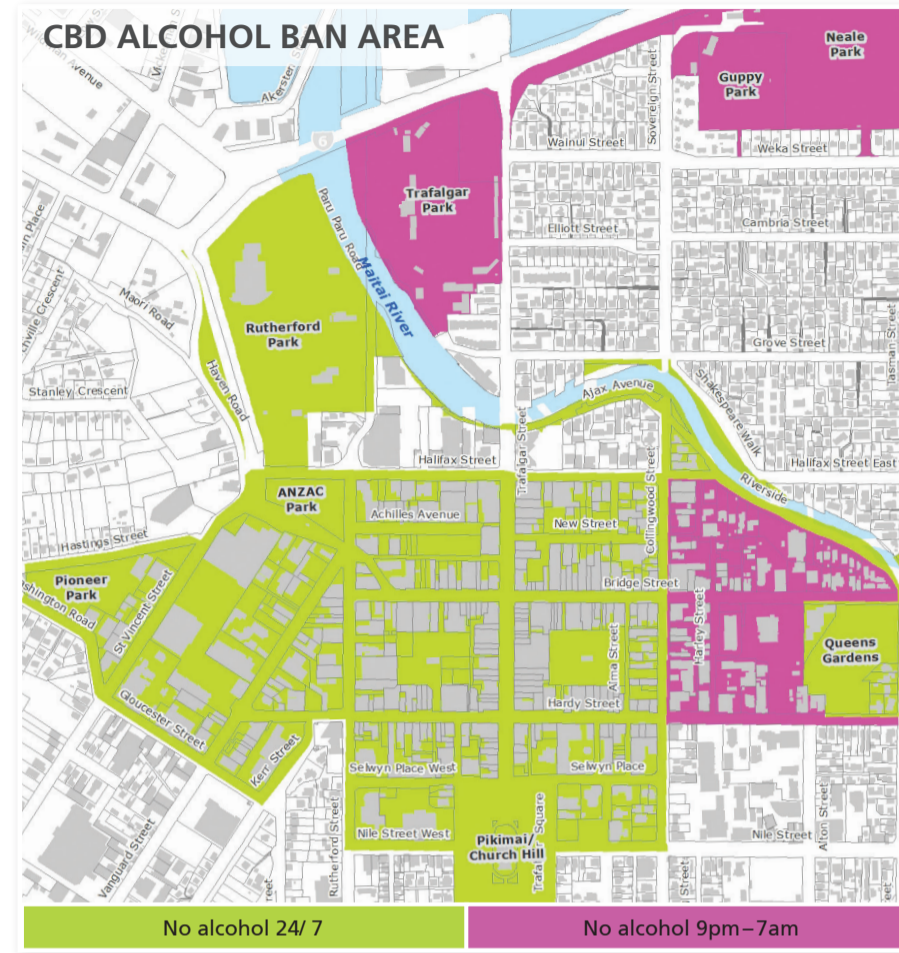 CBD ALCOHOL BAN AREA
Avenue
Akersten
6
Neale
Park
Guppy
Park
Sovereign Street
Wainui Street
Weka Street
Trafalgar
Park
Paru Paru Road
Maitai River
Elliott Street
Cambria Street
Maori Road
Rutherford
Park
Grove Street
Tasman Street
Stanley Crescent
Haven Road
Ajax Avenue
Shakespeare Walk
Halifax Street
Trafalgar Street
Collingwood Street
Halifax Street East
Riverside
ANZAC
Park
Achilles Avenue
New Street
Hastings Street
Pioneer
Park
St Vincent Street
Bridge Street
Harley Street
Queens
Gardens
Alma Street
Gloucester Street
Hardy Street
Kerr Street
Selwyn Place West
Selwyn Place
Vanguard Street
Rutherford Street
Nile Street West
Pikimai/
Church Hill
Trafalgar Square
Nile Street
Alton Street
Street
No alcohol 24/ 7
No alcohol 9pm–7am